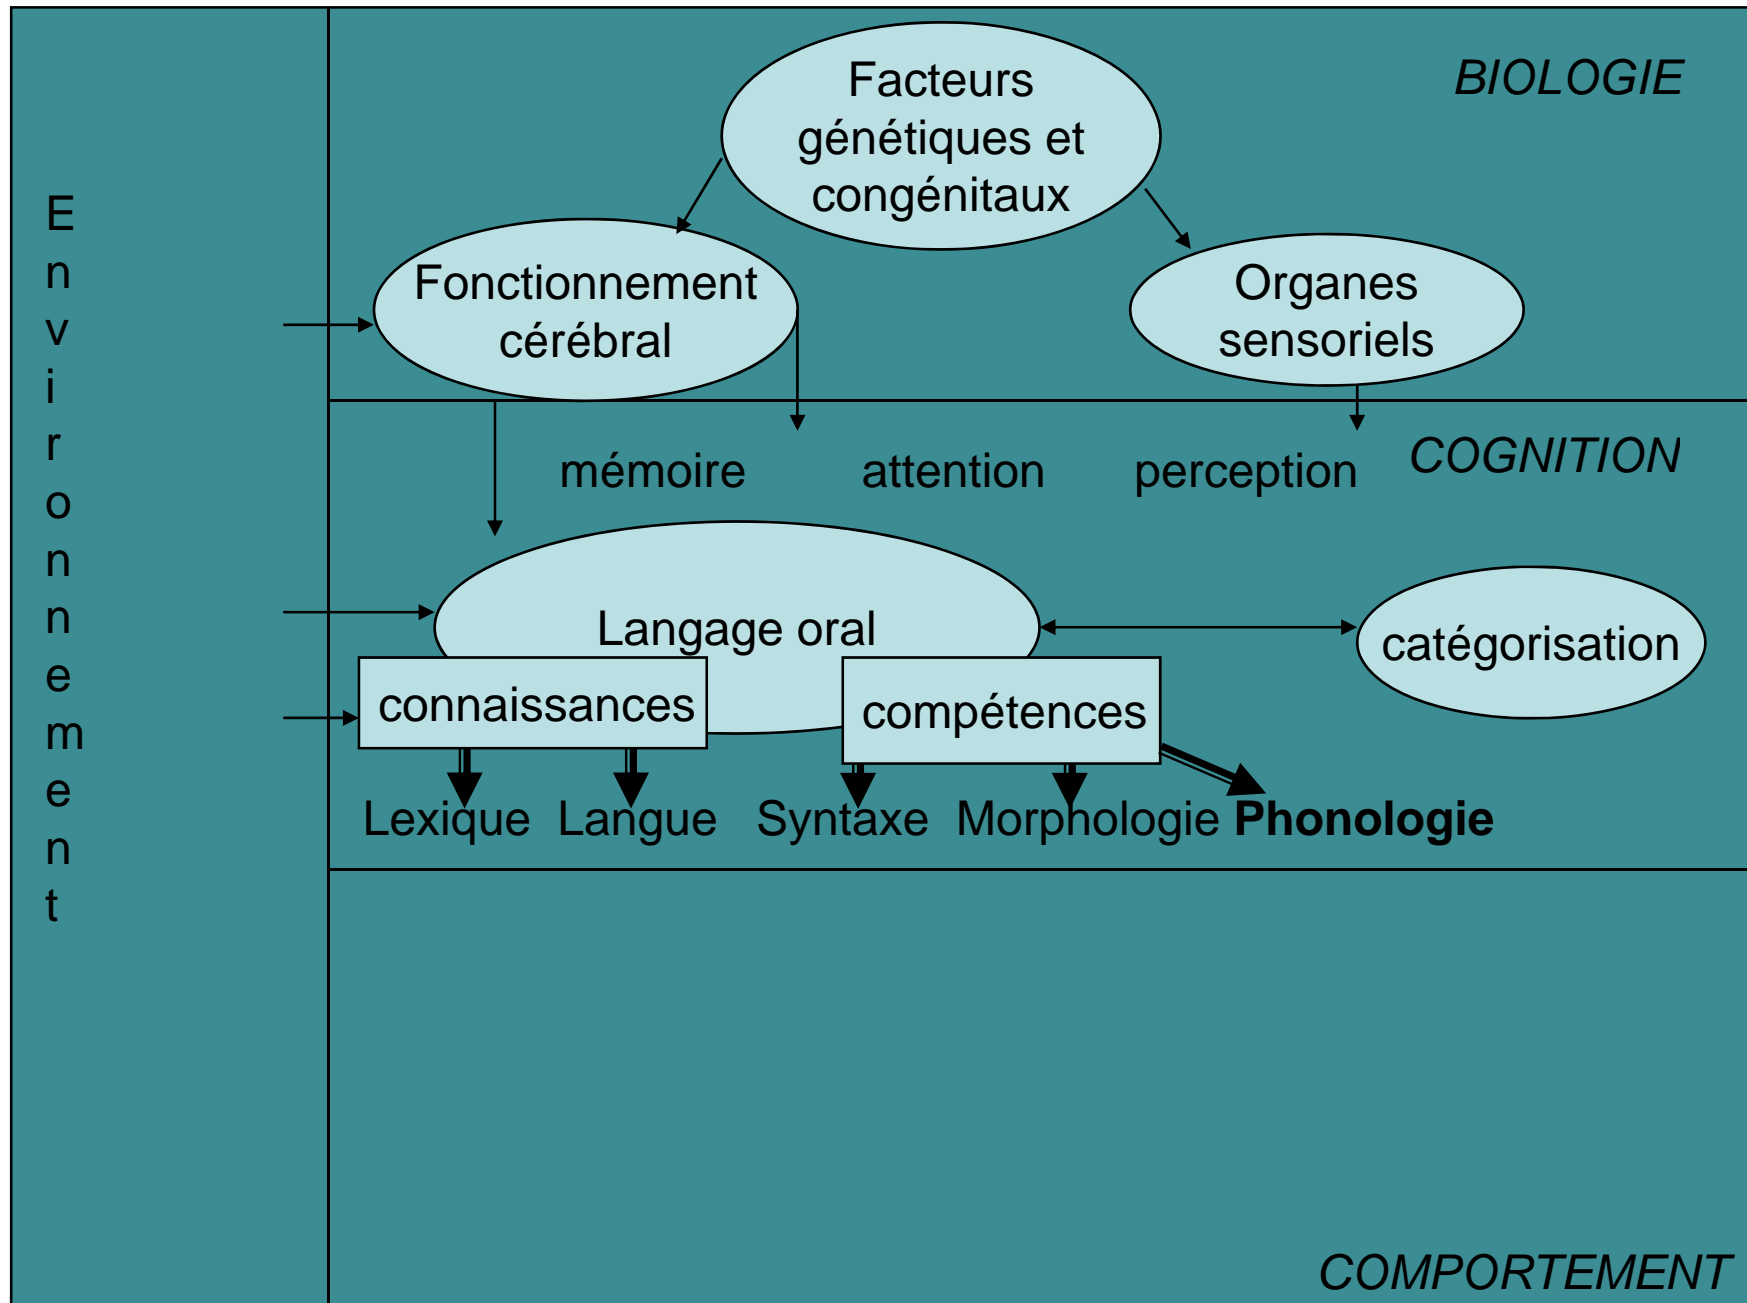 Environnement
BIOLOGIE
Facteurs
génétiques et
congénitaux
Fonctionnement
cérébral
Organes
sensoriels
COGNITION
mémoire attention perception
Langage oral
catégorisation
connaissances
compétences
Lexique Langue Syntaxe Morphologie Phonologie
COMPORTEMENT